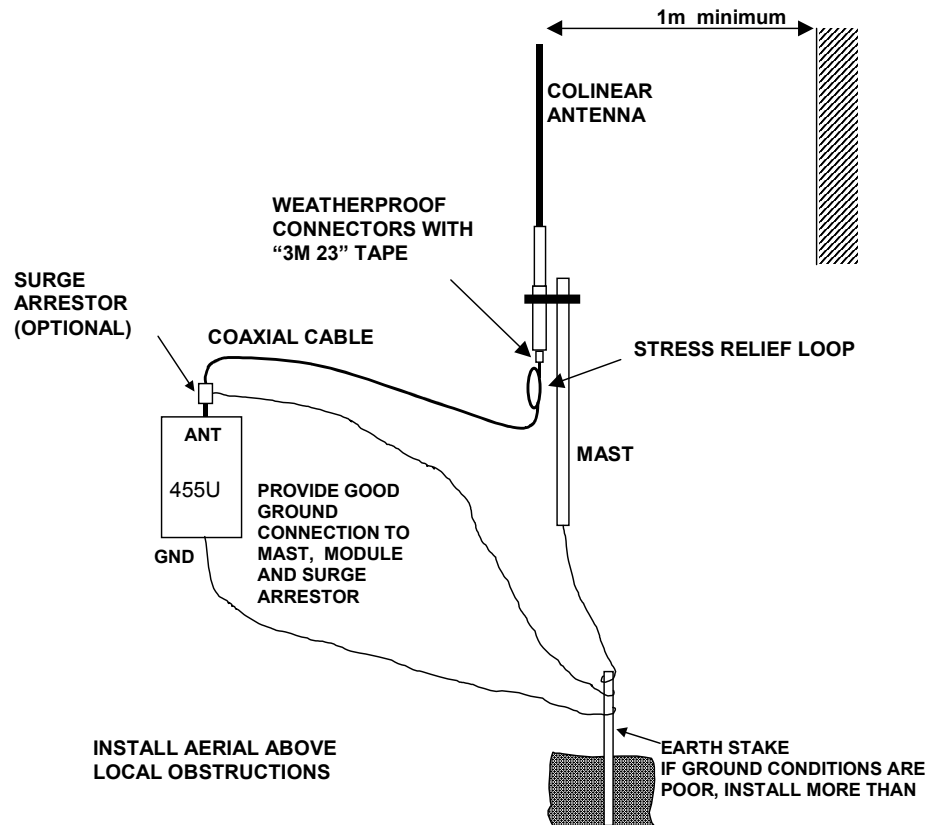 1m minimum
COLINEAR
ANTENNA
WEATHERPROOF
CONNECTORS WITH
“3M 23” TAPE
SURGE
ARRESTOR
(OPTIONAL)
COAXIAL CABLE
STRESS RELIEF LOOP
ANT
MAST
455U
PROVIDE GOOD
GROUND
CONNECTION TO
MAST, MODULE
AND SURGE
ARRESTOR
GND
INSTALL AERIAL ABOVE
LOCAL OBSTRUCTIONS
EARTH STAKE
IF GROUND CONDITIONS ARE
POOR, INSTALL MORE THAN